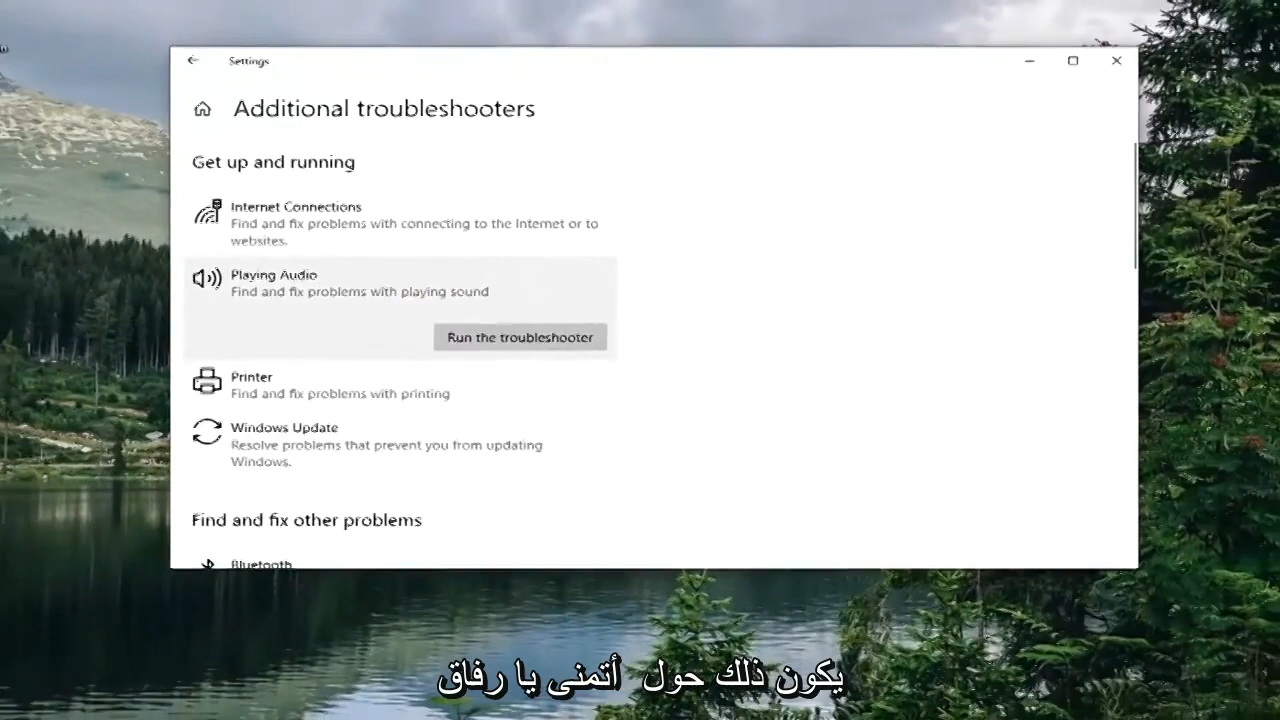 Settings
Additional troubleshooters
Get up and running
Internet Connections
Find and fix problems with connecting to the Internet or to
websites.
Playing Audio
Find and fix problems with playing sound
Run the troubleshooter
Printer
Find and fix problems with printing
Windows Update
Resolve problems that prevent you from updating
Windows.
Find and fix other problems
Bluetooth
يكون ذلك حول أتمنى يا رفاق